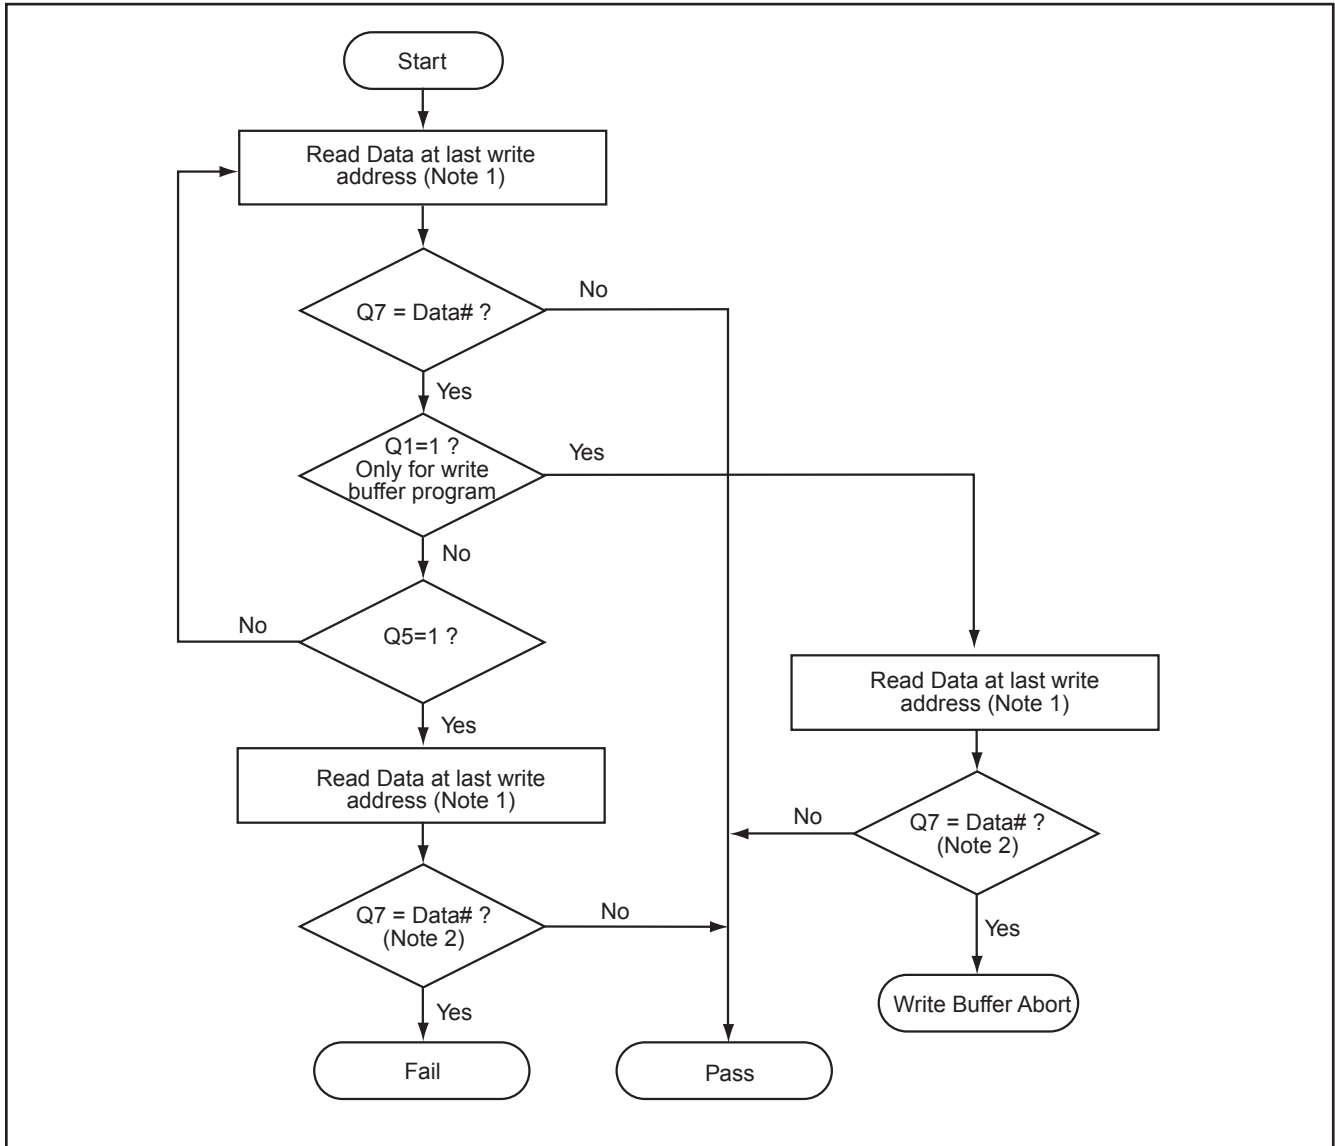 Start
Read Data at last write
address (Note 1)
Q7 = Data# ?
No
Yes
Q1=1 ?
Only for write
buffer program
Yes
No
Q5=1 ?
No
Yes
Read Data at last write
address (Note 1)
Read Data at last write
address (Note 1)
Q7 = Data# ?
(Note 2)
No
Yes
Q7 = Data# ?
(Note 2)
No
Yes
Write Buffer Abort
Fail
Pass